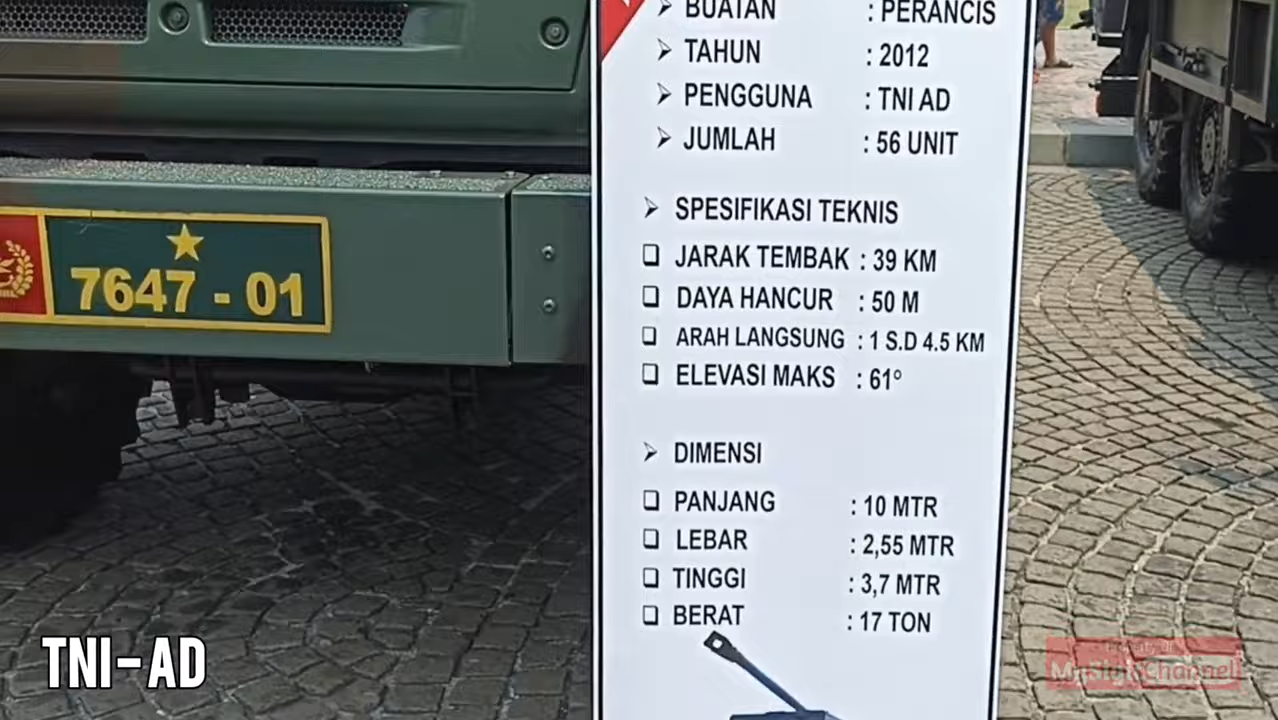 BUATAN : PERANCIS
TAHUN : 2012
PENGGUNA : TNI AD
JUMLAH : 56 UNIT
SPESIFIKASI TEKNIS
JARAK TEMBAK : 39 KM
DAYA HANCUR : 50 M
ARAH LANGSUNG : 1 S.D 4.5 KM
ELEVASI MAKS : 61°
DIMENSI
PANJANG : 10 MTR
LEBAR : 2,55 MTR
TINGGI : 3,7 MTR
BERAT : 17 TON
7647 - 01
TNI-AD
Property of